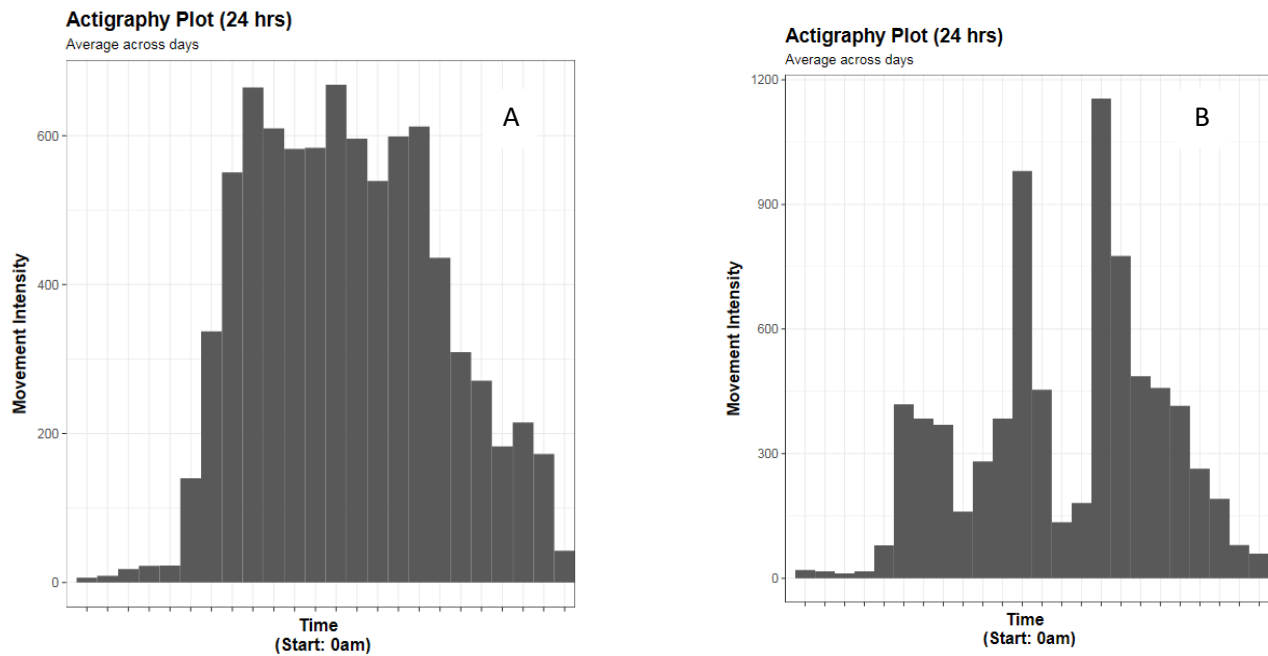 Actigraphy Plot (24 hrs)
Average across days
A
600
400
200
0
Movement Intensity
Time
(Start: 0am)
Actigraphy Plot (24 hrs)
Average across days
B
1200
900
600
300
0
Movement Intensity
Time
(Start: 0am)